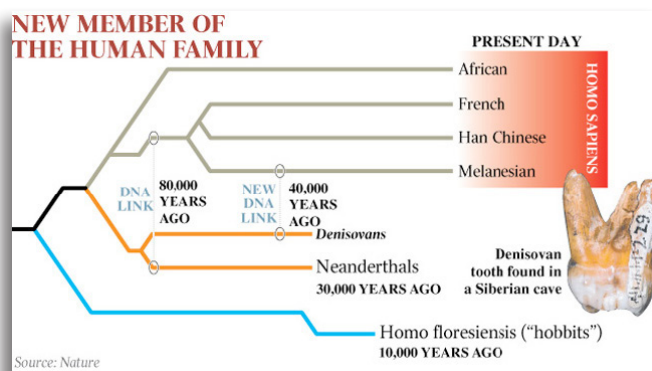 NEW MEMBER OF
THE HUMAN FAMILY
PRESENT DAY
African
French
Han Chinese
Melanesian
HOMO SAPIENS
DNA
LINK
80,000
YEARS
AGO
NEW
DNA
LINK
40,000
YEARS
AGO
Denisovans
Neanderthals
30,000 YEARS AGO
Denisovan
tooth found in
a Siberian cave
Homo floresiensis ("hobbits")
10,000 YEARS AGO
Source: Nature